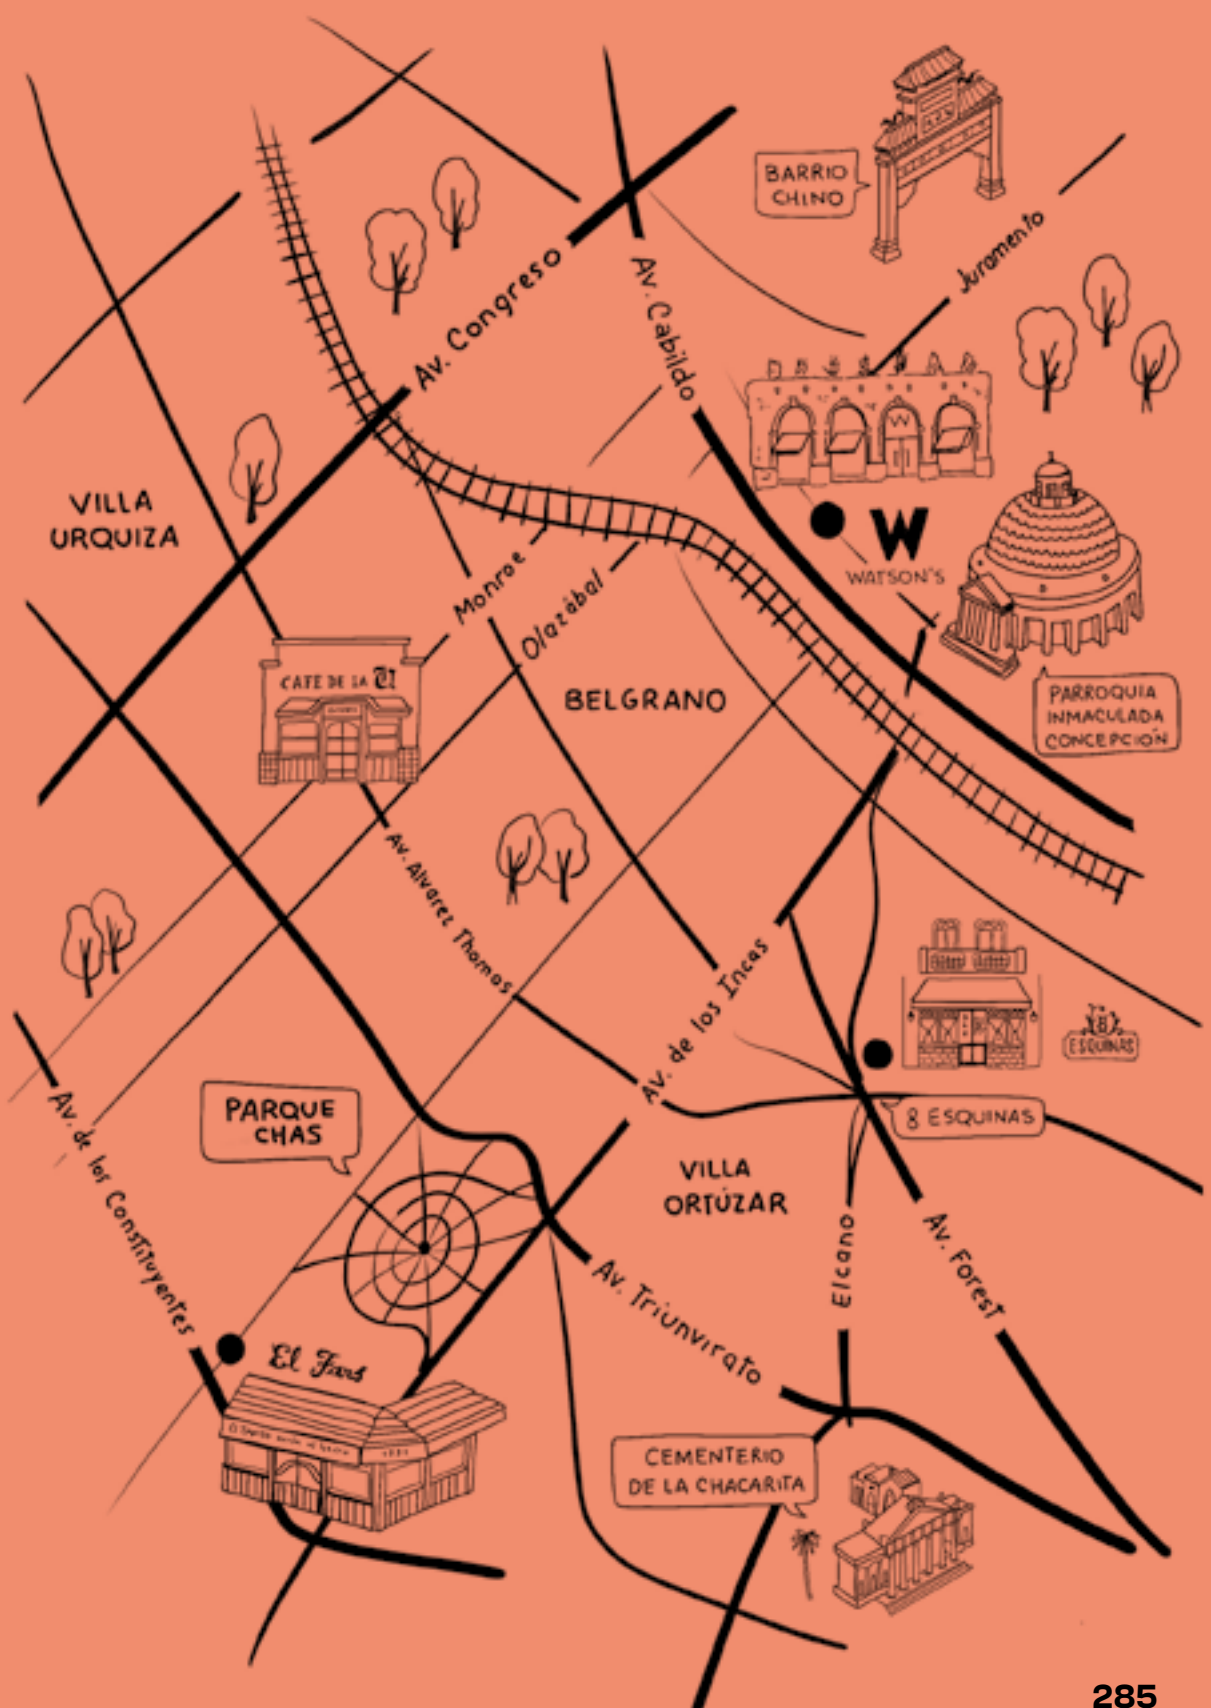 BARRIO
CHINO
Juramento
Av. Congreso
Av. Cabildo
W
VILLA
URQUIZA
W
WATSON'S
Monroe
Olazábal
CAFE DE LA U
BELGRANO
PARROQUIA
INMACULADA
CONCEPCIÓN
Av. Alvarez Thomas
Av. de los Incas
8
ESQUINAS
8 ESQUINAS
Av. de los Constituyentes
PARQUE
CHAS
VILLA
ORTÚZAR
Elcano
Av. Forest
Av. Triunvirato
El Faro
CEMENTERIO
DE LA CHACARITA
285